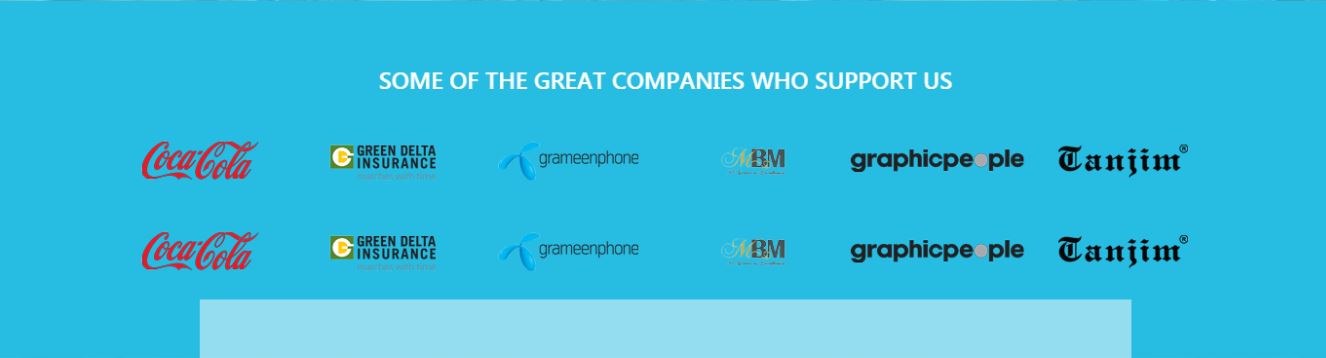 SOME OF THE GREAT COMPANIES WHO SUPPORT US
Coca-Cola GREEN DELTA INSURANCE grameenphone MBM graphicpeople Tanjim®
Coca-Cola GREEN DELTA INSURANCE grameenphone MBM graphicpeople Tanjim®